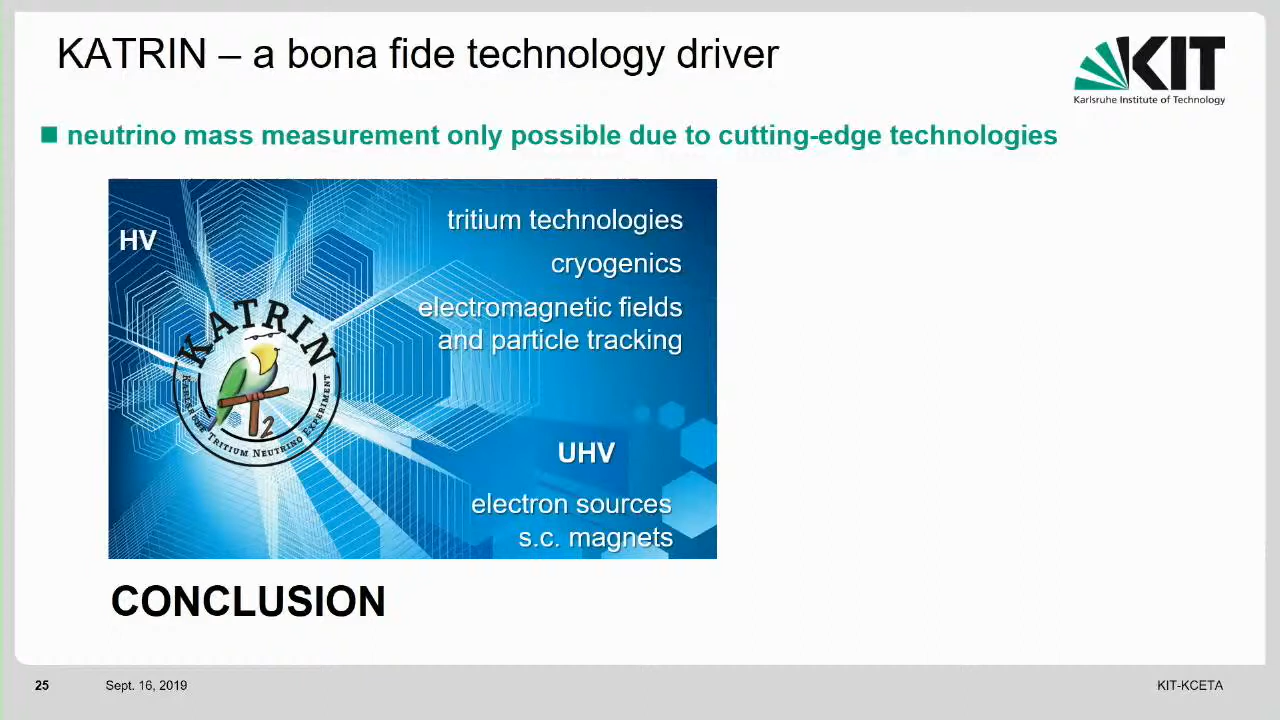 KATRIN – a bona fide technology driver
KIT
Karlsruhe Institute of Technology
neutrino mass measurement only possible due to cutting-edge technologies
HV
tritium technologies
cryogenics
electromagnetic fields
and particle tracking
KATRIN
KARLSRUHE TRITIUM NEUTRINO EXPERIMENT
T2
UHV
electron sources
s.c. magnets
CONCLUSION
25
Sept. 16, 2019
KIT-KCETA